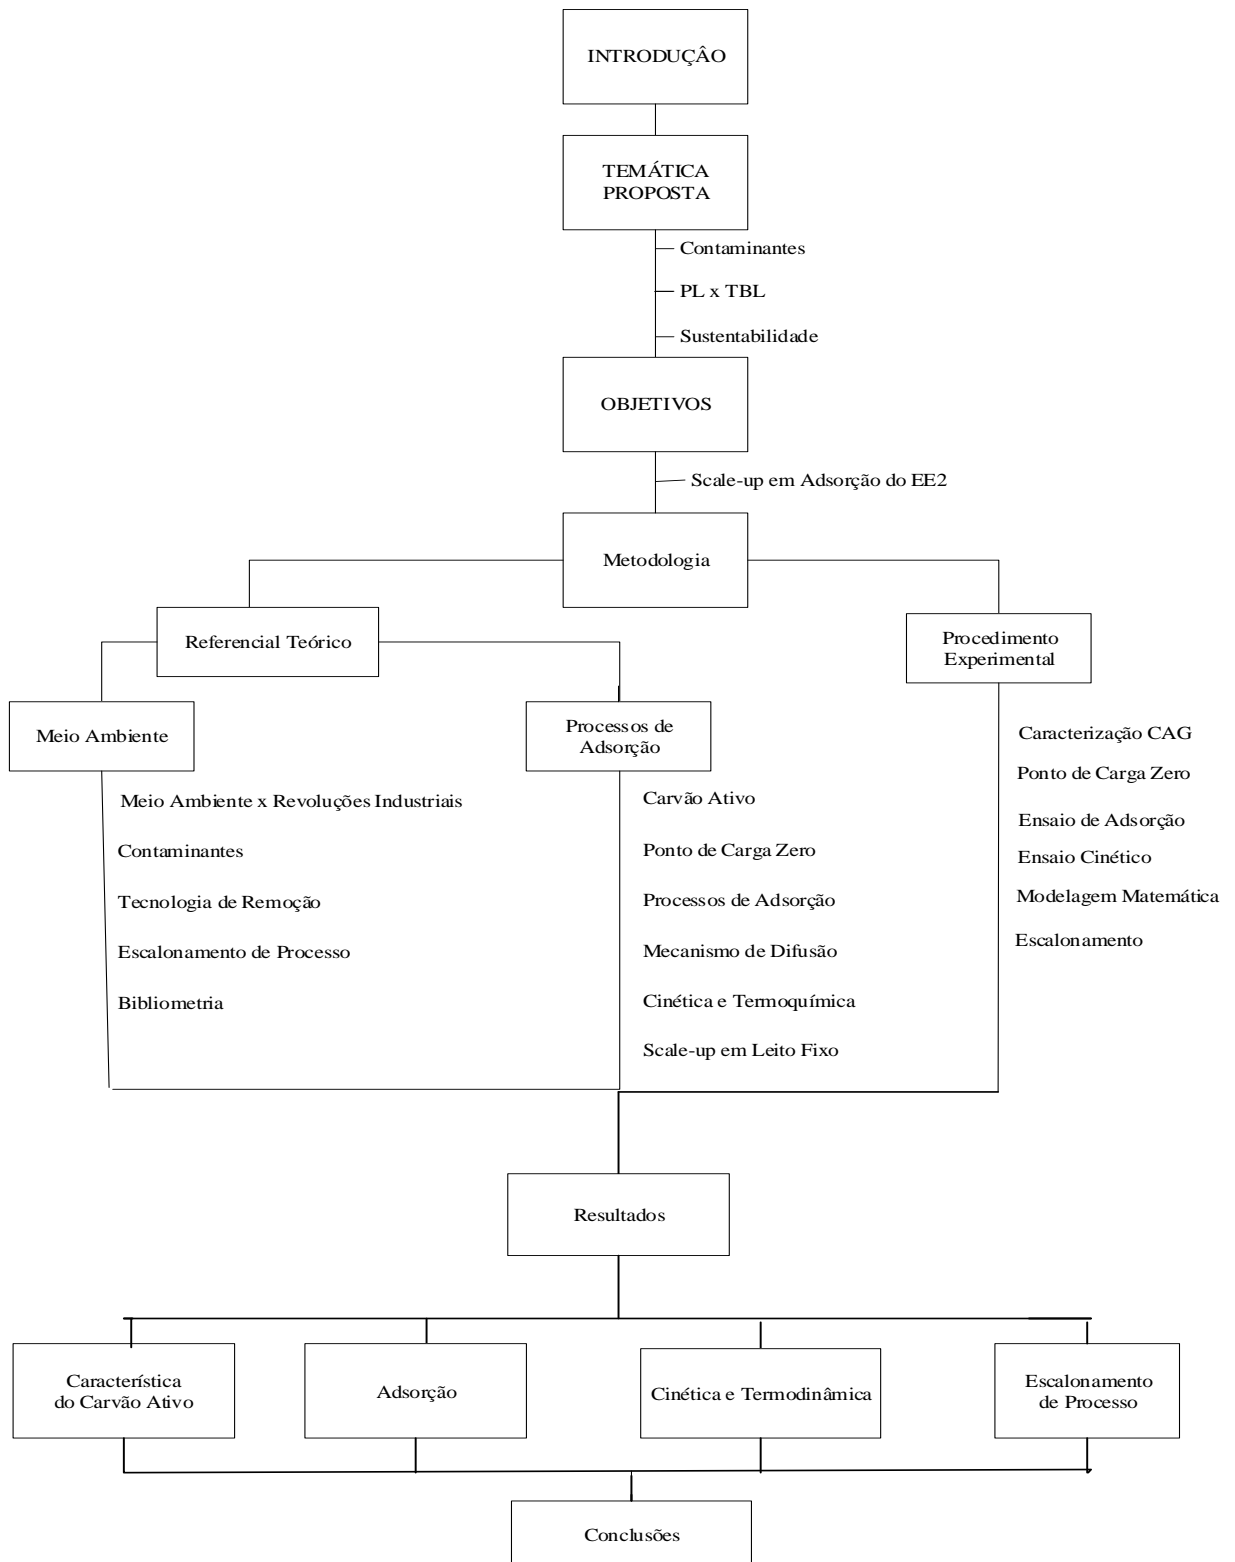 INTRODUÇÂO
TEMÁTICA
PROPOSTA
Contaminantes
PL x TBL
Sustentabilidade
OBJETIVOS
Scale-up em Adsorção do EE2
Metodologia
Referencial Teórico
Procedimento
Experimental
Meio Ambiente
Processos de
Adsorção
Meio Ambiente x Revoluções Industriais
Contaminantes
Tecnologia de Remoção
Escalonamento de Processo
Bibliometria
Carvão Ativo
Ponto de Carga Zero
Processos de Adsorção
Mecanismo de Difusão
Cinética e Termoquímica
Scale-up em Leito Fixo
Caracterização CAG
Ponto de Carga Zero
Ensaio de Adsorção
Ensaio Cinético
Modelagem Matemática
Escalonamento
Resultados
Característica
do Carvão Ativo
Adsorção
Cinética e Termodinâmica
Escalonamento
de Processo
Conclusões